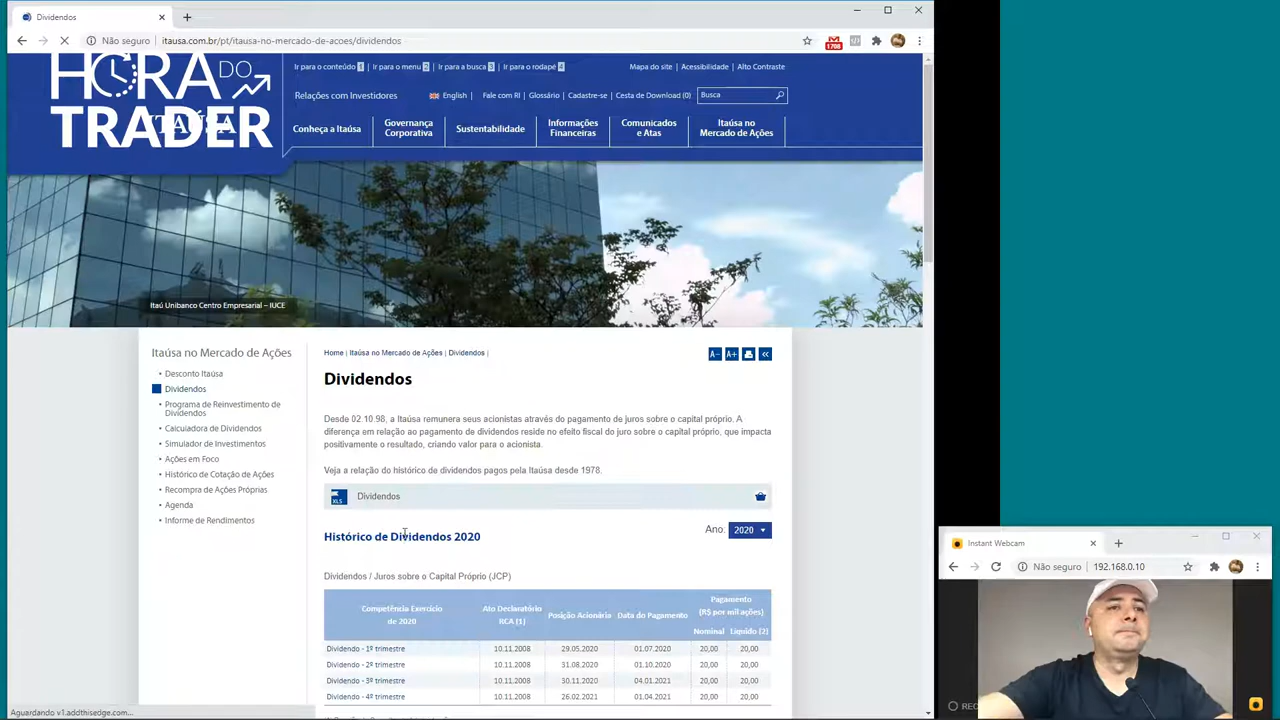 Dividendos
Não seguro
itausa.com.br/pt/itausa-no-mercado-de-acoes/dividendos
1708
HORA DO
TRADER
ITAÚSA
Ir para o conteúdo 1
Ir para o menu 2
Ir para a busca 3
Ir para o rodapé 4
Mapa do site
Acessibilidade
Alto Contraste
Relações com Investidores
English
Fale com RI
Glossário
Cadastre-se
Cesta de Download (0)
Busca
Conheça a Itaúsa
Governança
Corporativa
Sustentabilidade
Informações
Financeiras
Comunicados
e Atas
Itaúsa no
Mercado de Ações
Itaú Unibanco Centro Empresarial – IUCE
Itaúsa no Mercado de Ações
Desconto Itaúsa
Dividendos
Programa de Reinvestimento de
Dividendos
Calculadora de Dividendos
Simulador de Investimentos
Ações em Foco
Histórico de Cotação de Ações
Recompra de Ações Próprias
Agenda
Informe de Rendimentos
Home | Itaúsa no Mercado de Ações | Dividendos |
A- A+ «
Dividendos
Desde 02.10.98, a Itaúsa remunera seus acionistas através do pagamento de juros sobre o capital próprio. A
diferença em relação ao pagamento de dividendos reside no efeito fiscal do juro sobre o capital próprio, que impacta
positivamente o resultado, criando valor para o acionista.
Veja a relação do histórico de dividendos pagos pela Itaúsa desde 1978.
XLS Dividendos
Histórico de Dividendos 2020
Ano: 2020
Dividendos / Juros sobre o Capital Próprio (JCP)
Competência Exercício
de 2020
Ato Declaratório
RCA (1)
Posição Acionária
Data do Pagamento
Pagamento
(R$ por mil ações)
Nominal Líquido (2)
Dividendo - 1º trimestre 10.11.2008 29.05.2020 01.07.2020 20,00 20,00
Dividendo - 2º trimestre 10.11.2008 31.08.2020 01.10.2020 20,00 20,00
Dividendo - 3º trimestre 10.11.2008 30.11.2020 04.01.2021 20,00 20,00
Dividendo - 4º trimestre 10.11.2008 26.02.2021 01.04.2021 20,00 20,00
Aguardando v1.addthisedge.com...
Instant Webcam
Não seguro
192.168.0.10
REC